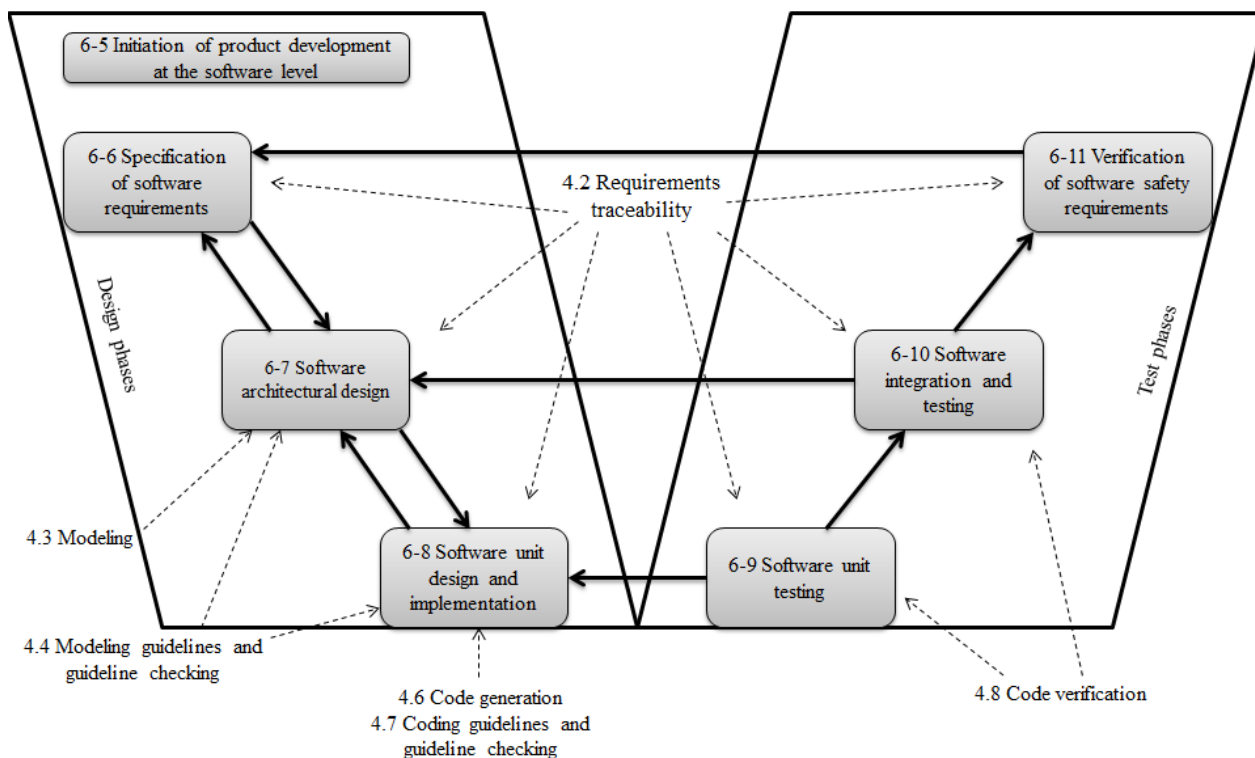 6-5 Initiation of product development
at the software level
6-6 Specification
of software
requirements
6-11 Verification
of software safety
requirements
4.2 Requirements
traceability
Design phases
Test phases
6-7 Software
architectural design
6-10 Software
integration and
testing
4.3 Modeling
6-8 Software unit
design and
implementation
6-9 Software unit
testing
4.4 Modeling guidelines and
guideline checking
4.6 Code generation
4.7 Coding guidelines and
guideline checking
4.8 Code verification